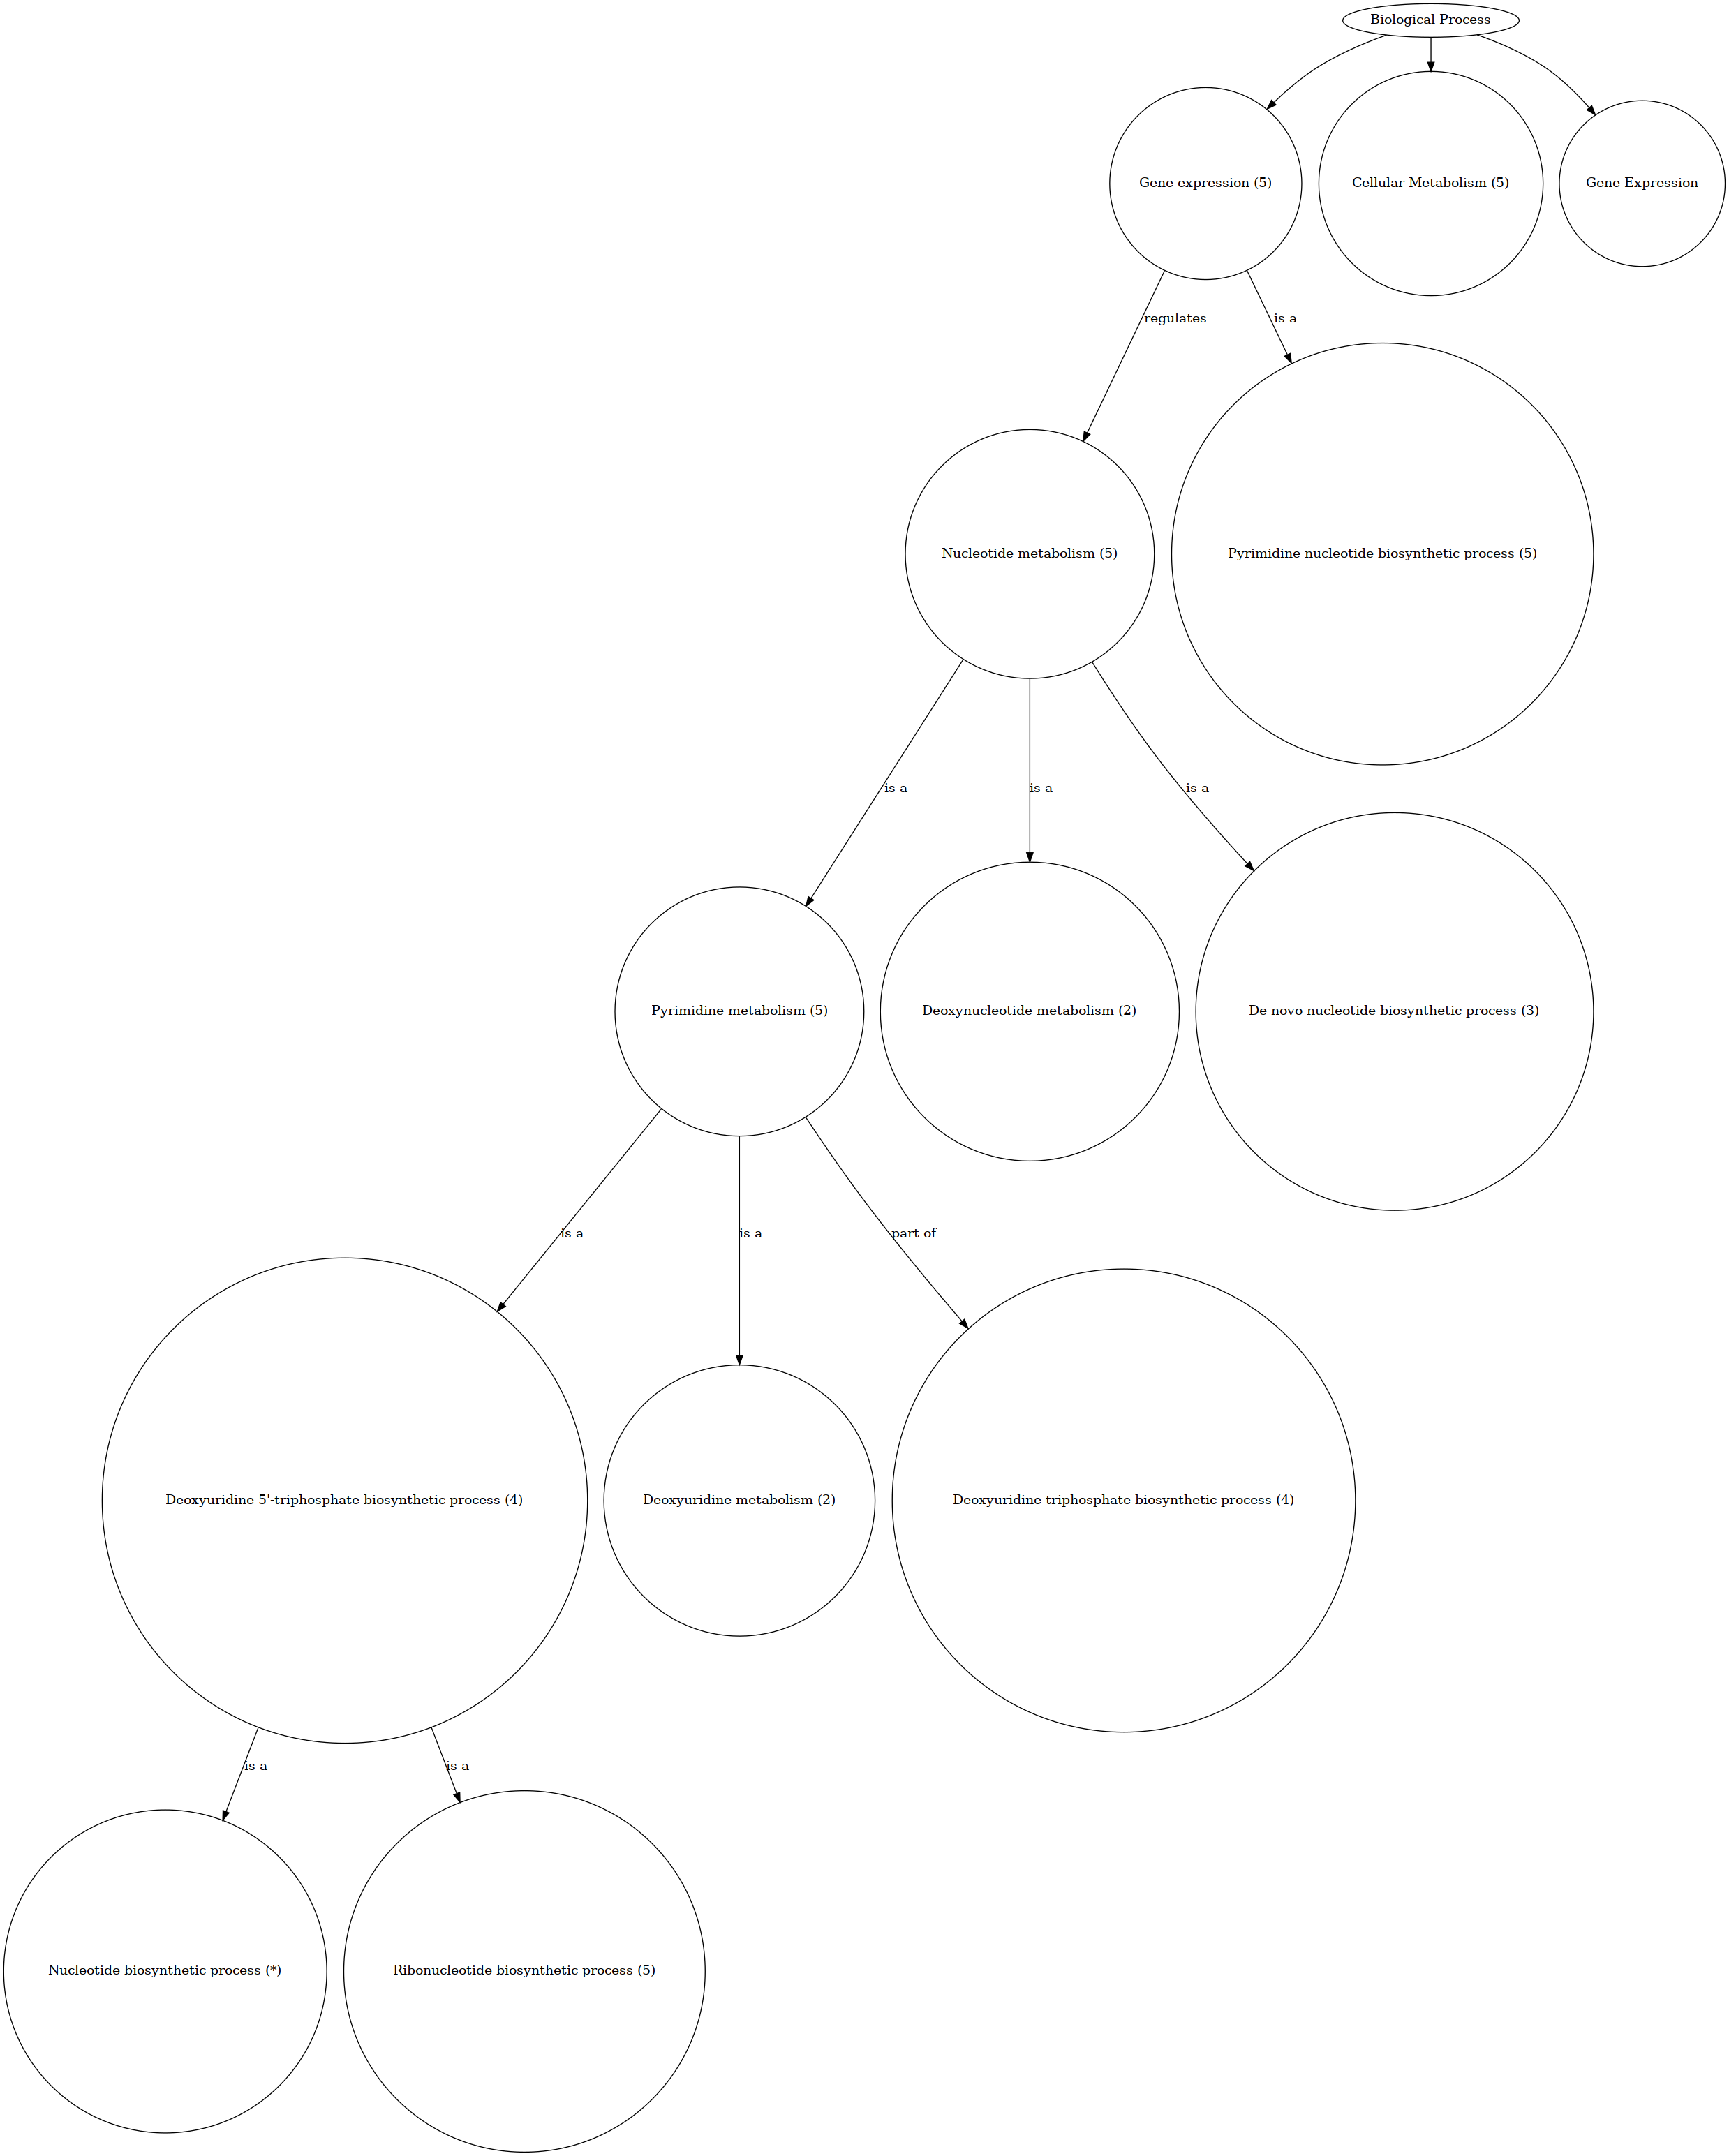 Biological Process
Gene expression (5)
Cellular Metabolism (5)
Gene Expression
regulates
is a
Nucleotide metabolism (5)
Pyrimidine nucleotide biosynthetic process (5)
is a
is a
is a
Pyrimidine metabolism (5)
Deoxynucleotide metabolism (2)
De novo nucleotide biosynthetic process (3)
is a
is a
part of
Deoxyuridine 5'-triphosphate biosynthetic process (4)
Deoxyuridine metabolism (2)
Deoxyuridine triphosphate biosynthetic process (4)
is a
is a
Nucleotide biosynthetic process (*)
Ribonucleotide biosynthetic process (5)